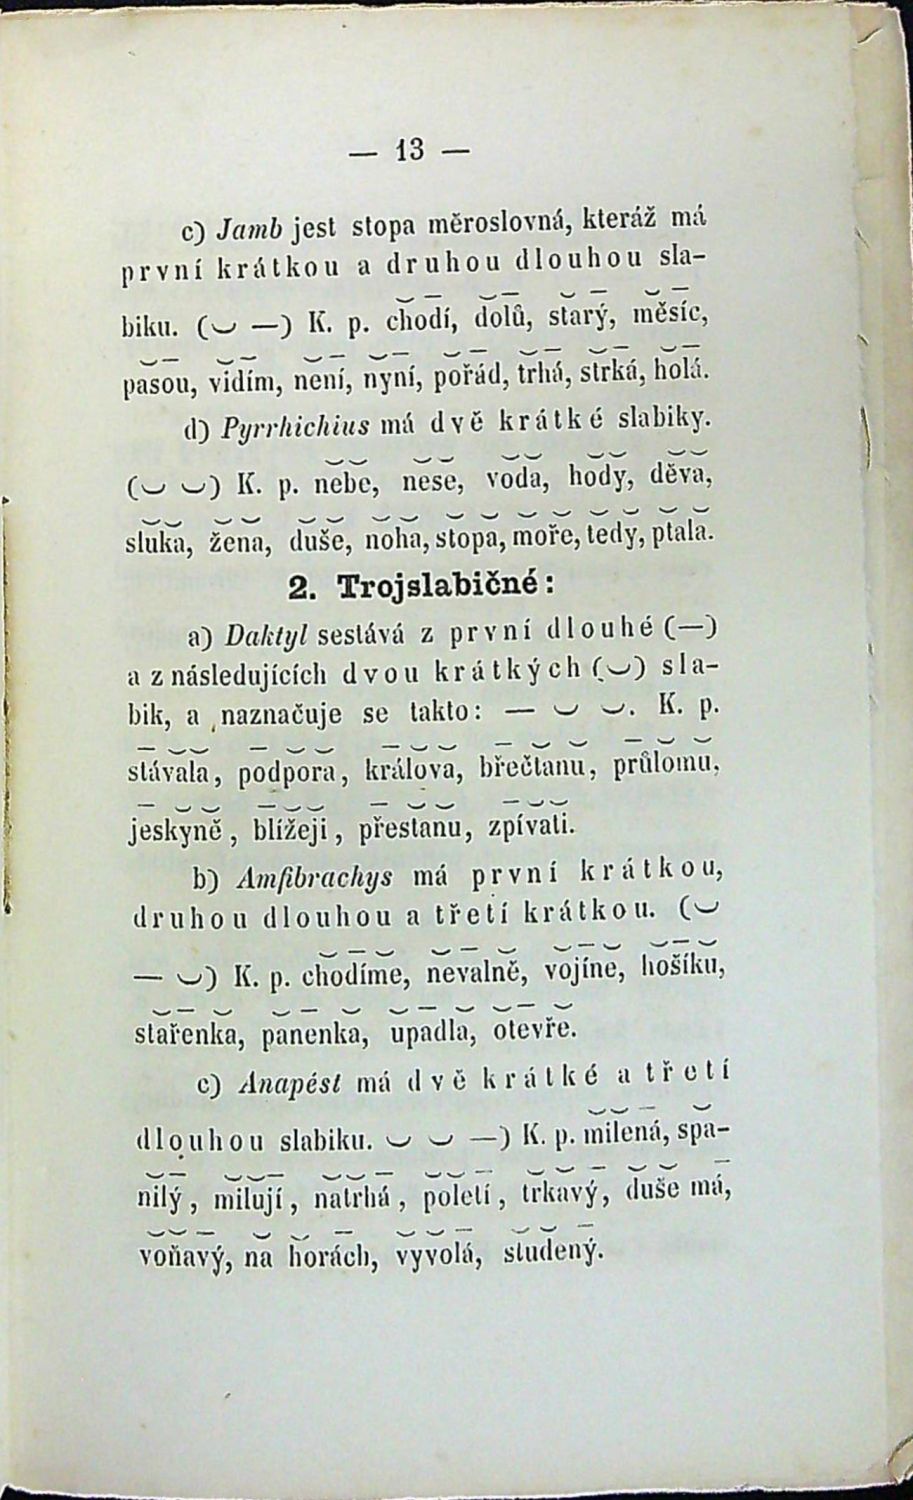 — 13 —
c) Jamb jest stopa měroslovná, kteráž má
první krátkou a druhou dlouhou sla-
biku. (⏑ —) K. p. chodí, dolů, starý, měsíc,
pasou, vidím, není, nyní, pořád, trhá, strká, holá.
d) Pyrrhichius má dvě krátké slabiky.
(⏑ ⏑) K. p. nebe, nese, voda, hody, děva,
sluka, žena, duše, noha, stopa, moře, tedy, ptala.
2. Trojslabičné:
a) Daktyl sestává z první dlouhé (—)
a z následujících dvou krátkých (⏑) sla-
bik, a naznačuje se takto: — ⏑ ⏑. K. p.
stávala, podpora, králova, břečtanu, průlomu,
jeskyně, blížeji, přestanu, zpívati.
b) Amfibrachys má první krátkou,
druhou dlouhou a třetí krátkou. (⏑
— ⏑) K. p. chodíme, nevalně, vojíne, hošíku,
stařenka, panenka, upadla, otevře.
c) Anapést má dvě krátké a třetí
dlouhou slabiku. ⏑ ⏑ —) K. p. milená, spa-
nilý, milují, natrhá, poletí, trkavý, duše má,
voňavý, na horách, vyvolá, studený.